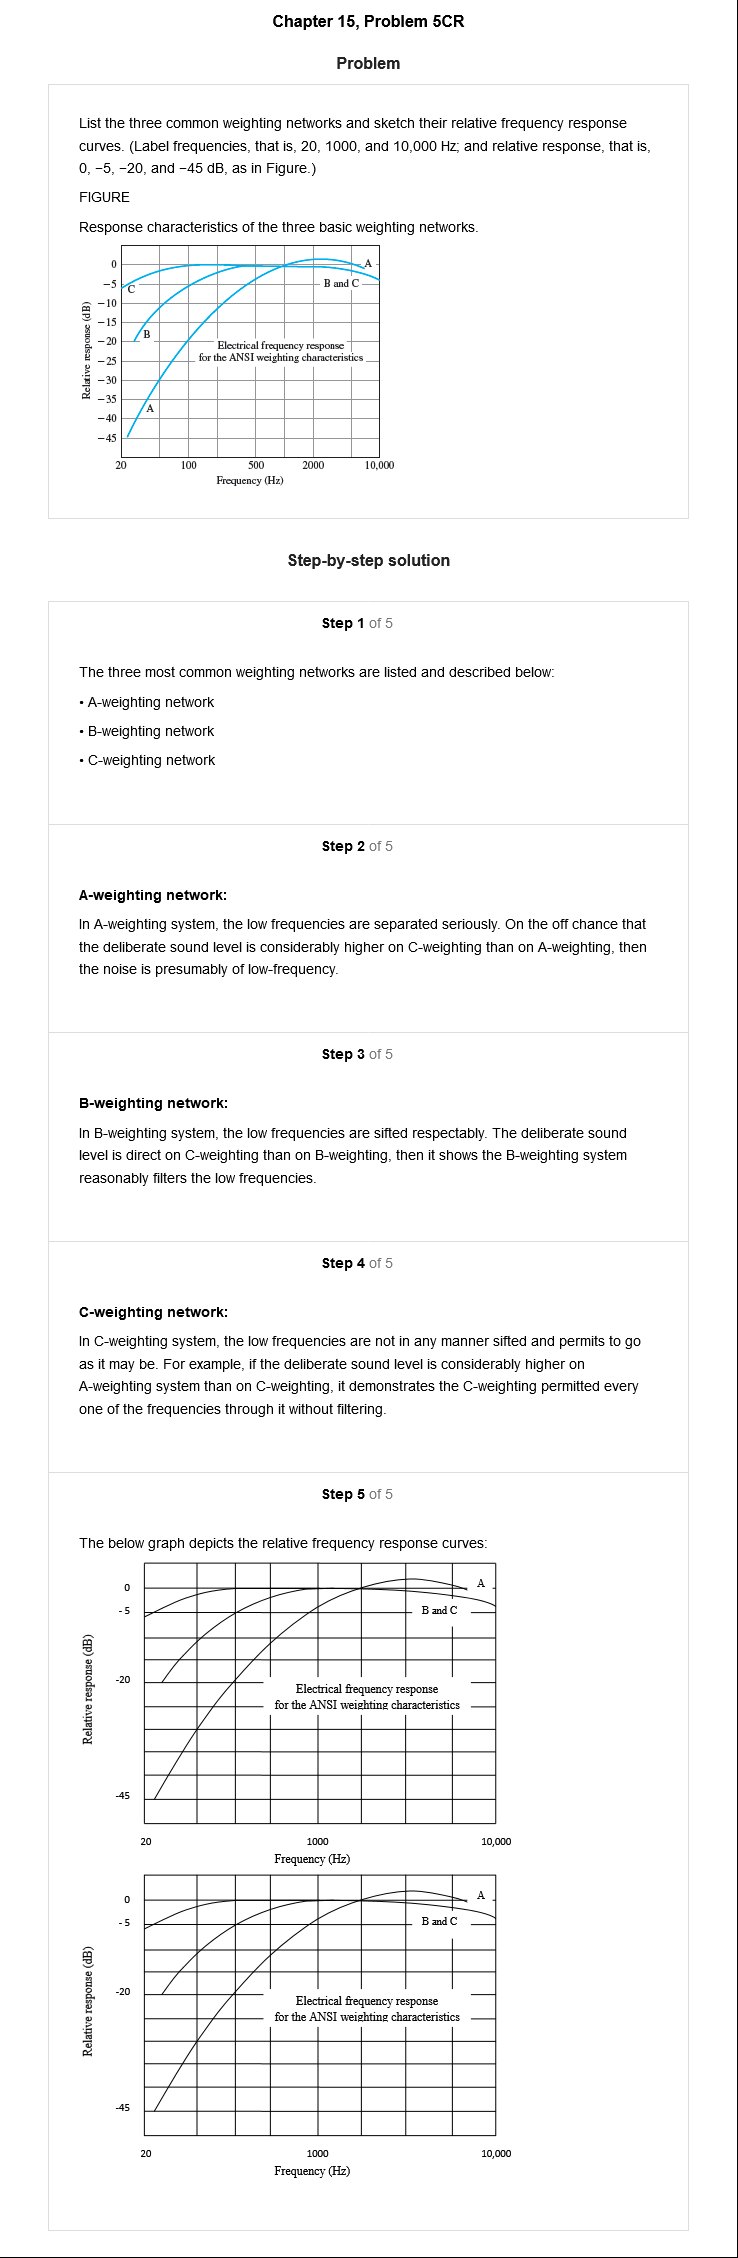 Chapter 15, Problem 5CR
Problem
List the three common weighting networks and sketch their relative frequency response
curves. (Label frequencies, that is, 20, 1000, and 10,000 Hz; and relative response, that is,
0, −5, −20, and −45 dB, as in Figure.)
FIGURE
Response characteristics of the three basic weighting networks.
0
−5
−10
−15
−20
−25
−30
−35
−40
−45
Relative response (dB)
C
B
A
A
B and C
Electrical frequency response
for the ANSI weighting characteristics
20
100
500
2000
10,000
Frequency (Hz)
Step-by-step solution
Step 1 of 5
The three most common weighting networks are listed and described below:
• A-weighting network
• B-weighting network
• C-weighting network
Step 2 of 5
A-weighting network:
In A-weighting system, the low frequencies are separated seriously. On the off chance that
the deliberate sound level is considerably higher on C-weighting than on A-weighting, then
the noise is presumably of low-frequency.
Step 3 of 5
B-weighting network:
In B-weighting system, the low frequencies are sifted respectably. The deliberate sound
level is direct on C-weighting than on B-weighting, then it shows the B-weighting system
reasonably filters the low frequencies.
Step 4 of 5
C-weighting network:
In C-weighting system, the low frequencies are not in any manner sifted and permits to go
as it may be. For example, if the deliberate sound level is considerably higher on
A-weighting system than on C-weighting, it demonstrates the C-weighting permitted every
one of the frequencies through it without filtering.
Step 5 of 5
The below graph depicts the relative frequency response curves:
0
-5
-20
-45
Relative response (dB)
A
B and C
Electrical frequency response
for the ANSI weighting characteristics
20
1000
10,000
Frequency (Hz)
0
-5
-20
-45
Relative response (dB)
A
B and C
Electrical frequency response
for the ANSI weighting characteristics
20
1000
10,000
Frequency (Hz)